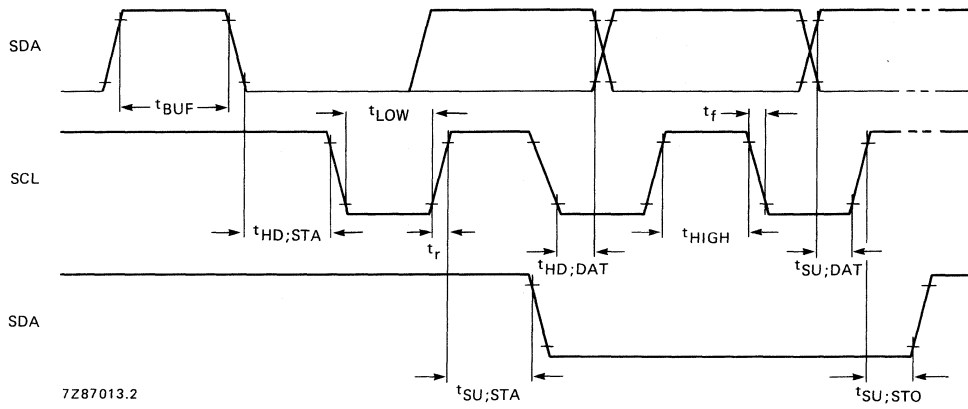 SDA
tBUF
tLOW
tf
SCL
tHD;STA
tr
tHD;DAT
tHIGH
tSU;DAT
SDA
7Z87013.2
tSU;STA
tSU;STO